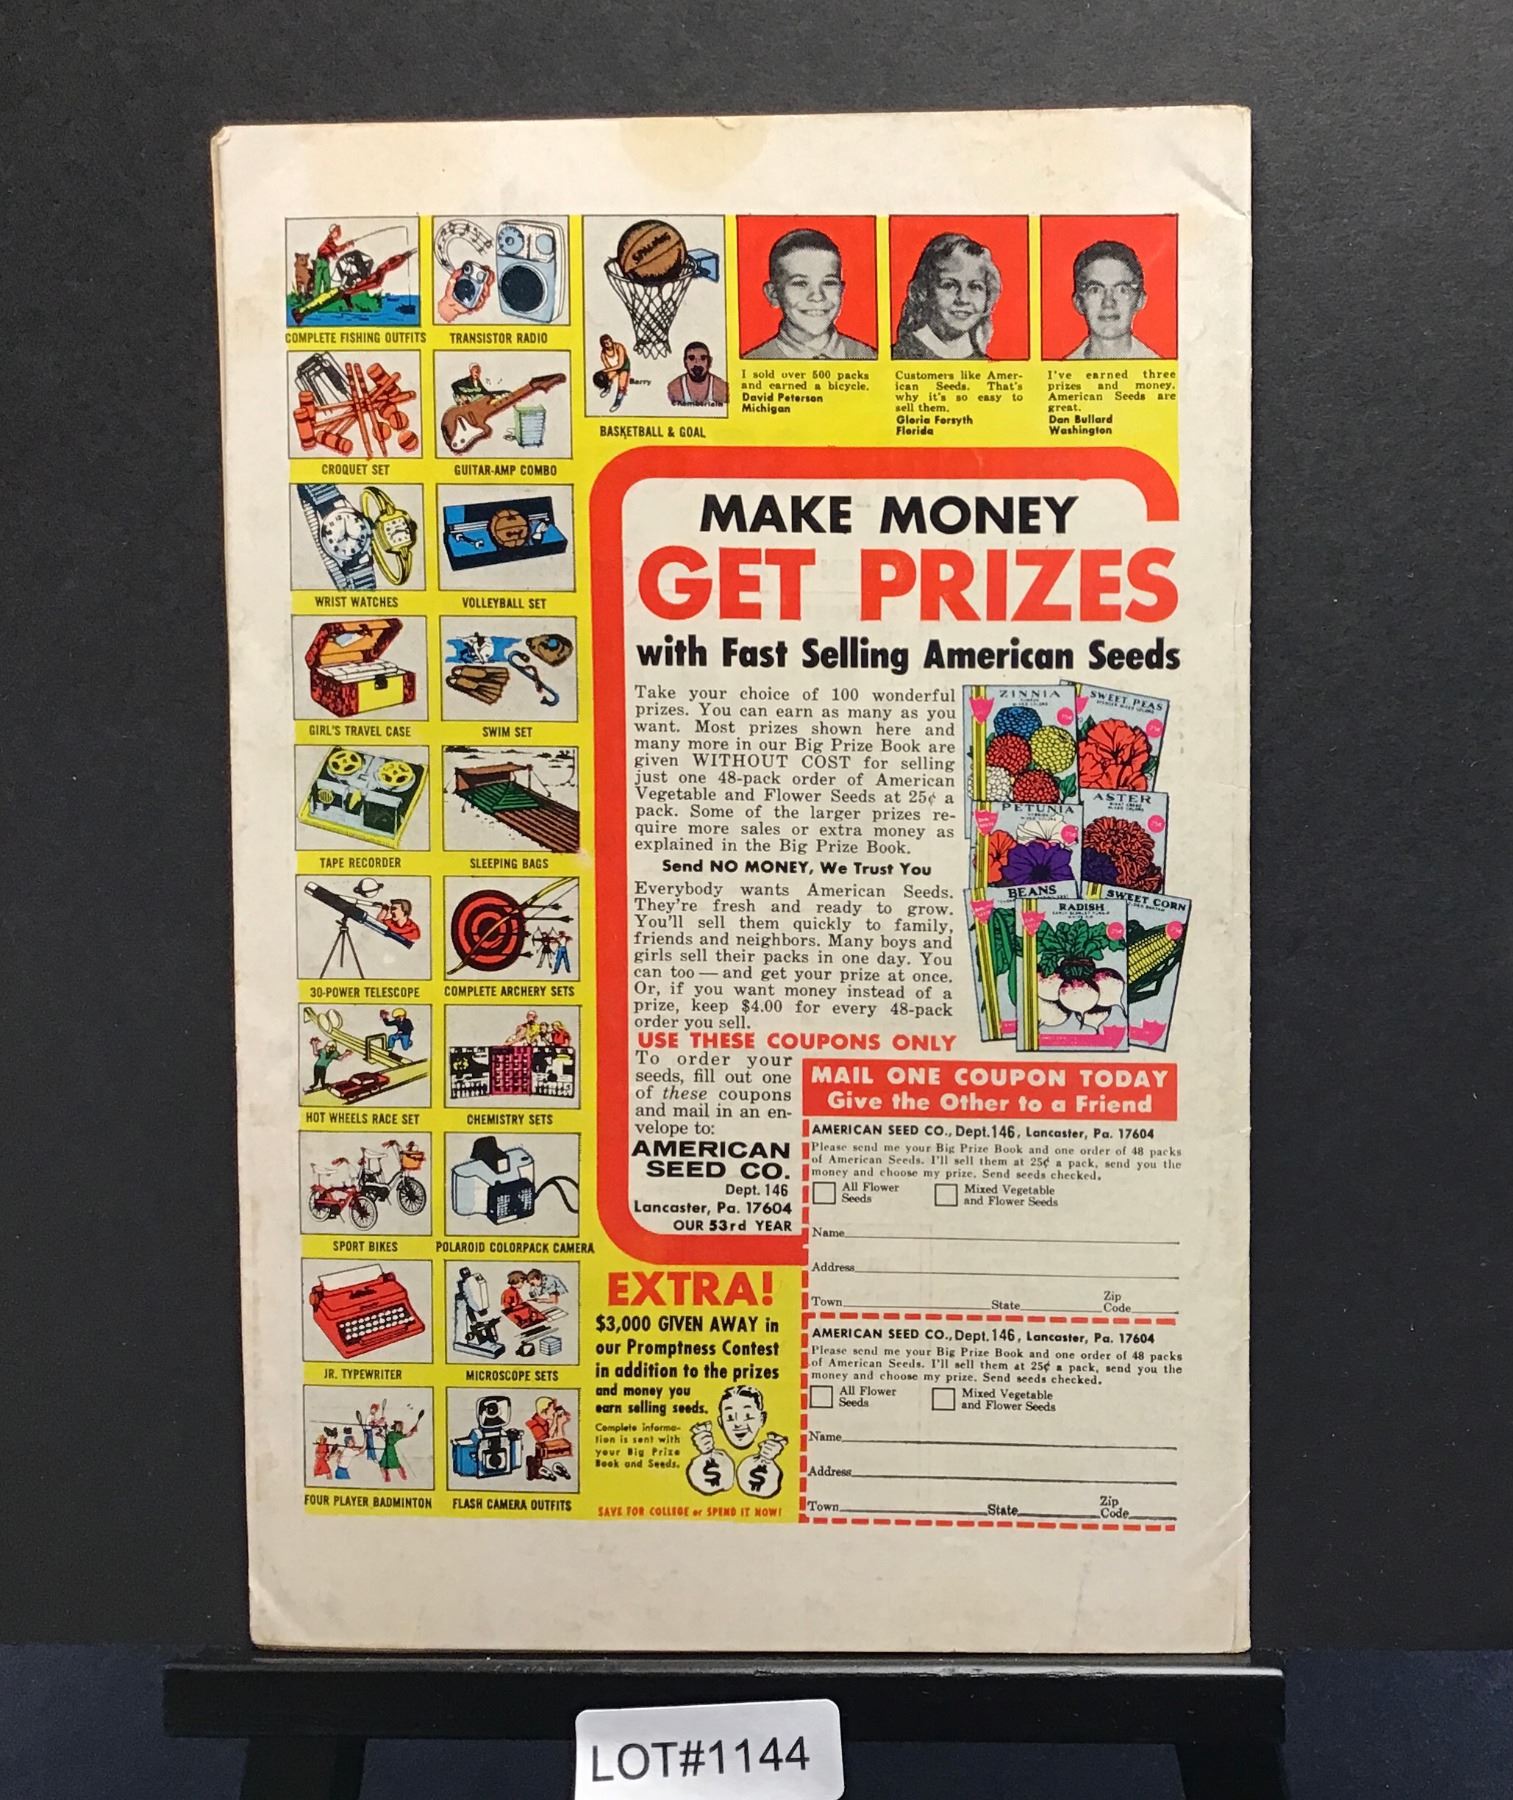 COMPLETE FISHING OUTFITS
TRANSISTOR RADIO
SPALDING
Barry
Chamberlain
BASKETBALL & GOAL
I sold over 500 packs
and earned a bicycle.
David Peterson
Michigan
Customers like Amer-
ican Seeds. That's
why it's so easy to
sell them.
Gloria Forsyth
Florida
I've earned three
prizes and money.
American Seeds are
great.
Dan Bullard
Washington
CROQUET SET
GUITAR-AMP COMBO
WRIST WATCHES
VOLLEYBALL SET
GIRL'S TRAVEL CASE
SWIM SET
TAPE RECORDER
SLEEPING BAGS
30-POWER TELESCOPE
COMPLETE ARCHERY SETS
HOT WHEELS RACE SET
CHEMISTRY SETS
SPORT BIKES
POLAROID COLORPACK CAMERA
JR. TYPEWRITER
MICROSCOPE SETS
FOUR PLAYER BADMINTON
FLASH CAMERA OUTFITS
MAKE MONEY
GET PRIZES
with Fast Selling American Seeds
Take your choice of 100 wonderful
prizes. You can earn as many as you
want. Most prizes shown here and
many more in our Big Prize Book are
given WITHOUT COST for selling
just one 48-pack order of American
Vegetable and Flower Seeds at 25¢ a
pack. Some of the larger prizes re-
quire more sales or extra money as
explained in the Big Prize Book.
Send NO MONEY, We Trust You
Everybody wants American Seeds.
They're fresh and ready to grow.
You'll sell them quickly to family,
friends and neighbors. Many boys and
girls sell their packs in one day. You
can too — and get your prize at once.
Or, if you want money instead of a
prize, keep $4.00 for every 48-pack
order you sell.
ZINNIA
SWEET PEAS
PETUNIA
ASTER
BEANS
RADISH
SWEET CORN
USE THESE COUPONS ONLY
To order your
seeds, fill out one
of these coupons
and mail in an en-
velope to:
AMERICAN
SEED CO.
Dept. 146
Lancaster, Pa. 17604
OUR 53rd YEAR
MAIL ONE COUPON TODAY
Give the Other to a Friend
AMERICAN SEED CO., Dept. 146, Lancaster, Pa. 17604
Please send me your Big Prize Book and one order of 48 packs
of American Seeds. I'll sell them at 25¢ a pack, send you the
money and choose my prize. Send seeds checked.
All Flower
Seeds
Mixed Vegetable
and Flower Seeds
Name
Address
Town State Zip
Code
AMERICAN SEED CO., Dept. 146, Lancaster, Pa. 17604
Please send me your Big Prize Book and one order of 48 packs
of American Seeds. I'll sell them at 25¢ a pack, send you the
money and choose my prize. Send seeds checked.
All Flower
Seeds
Mixed Vegetable
and Flower Seeds
Name
Address
Town State Zip
Code
EXTRA!
$3,000 GIVEN AWAY in
our Promptness Contest
in addition to the prizes
and money you
earn selling seeds.
Complete informa-
tion is sent with
your Big Prize
Book and Seeds.
$ $
SAVE FOR COLLEGE or SPEND IT NOW!
LOT#1144